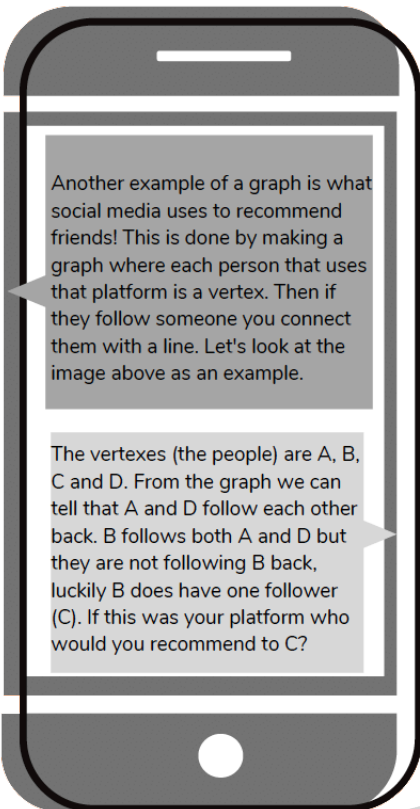 Another example of a graph is what
social media uses to recommend
friends! This is done by making a
graph where each person that uses
that platform is a vertex. Then if
they follow someone you connect
them with a line. Let's look at the
image above as an example.
The vertexes (the people) are A, B,
C and D. From the graph we can
tell that A and D follow each other
back. B follows both A and D but
they are not following B back,
luckily B does have one follower
(C). If this was your platform who
would you recommend to C?